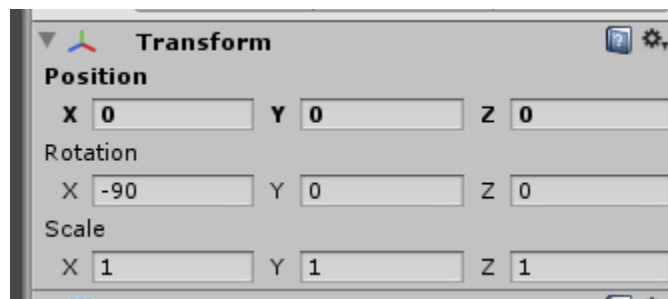 Transform
Position
X 0 Y 0 Z 0
Rotation
X -90 Y 0 Z 0
Scale
X 1 Y 1 Z 1